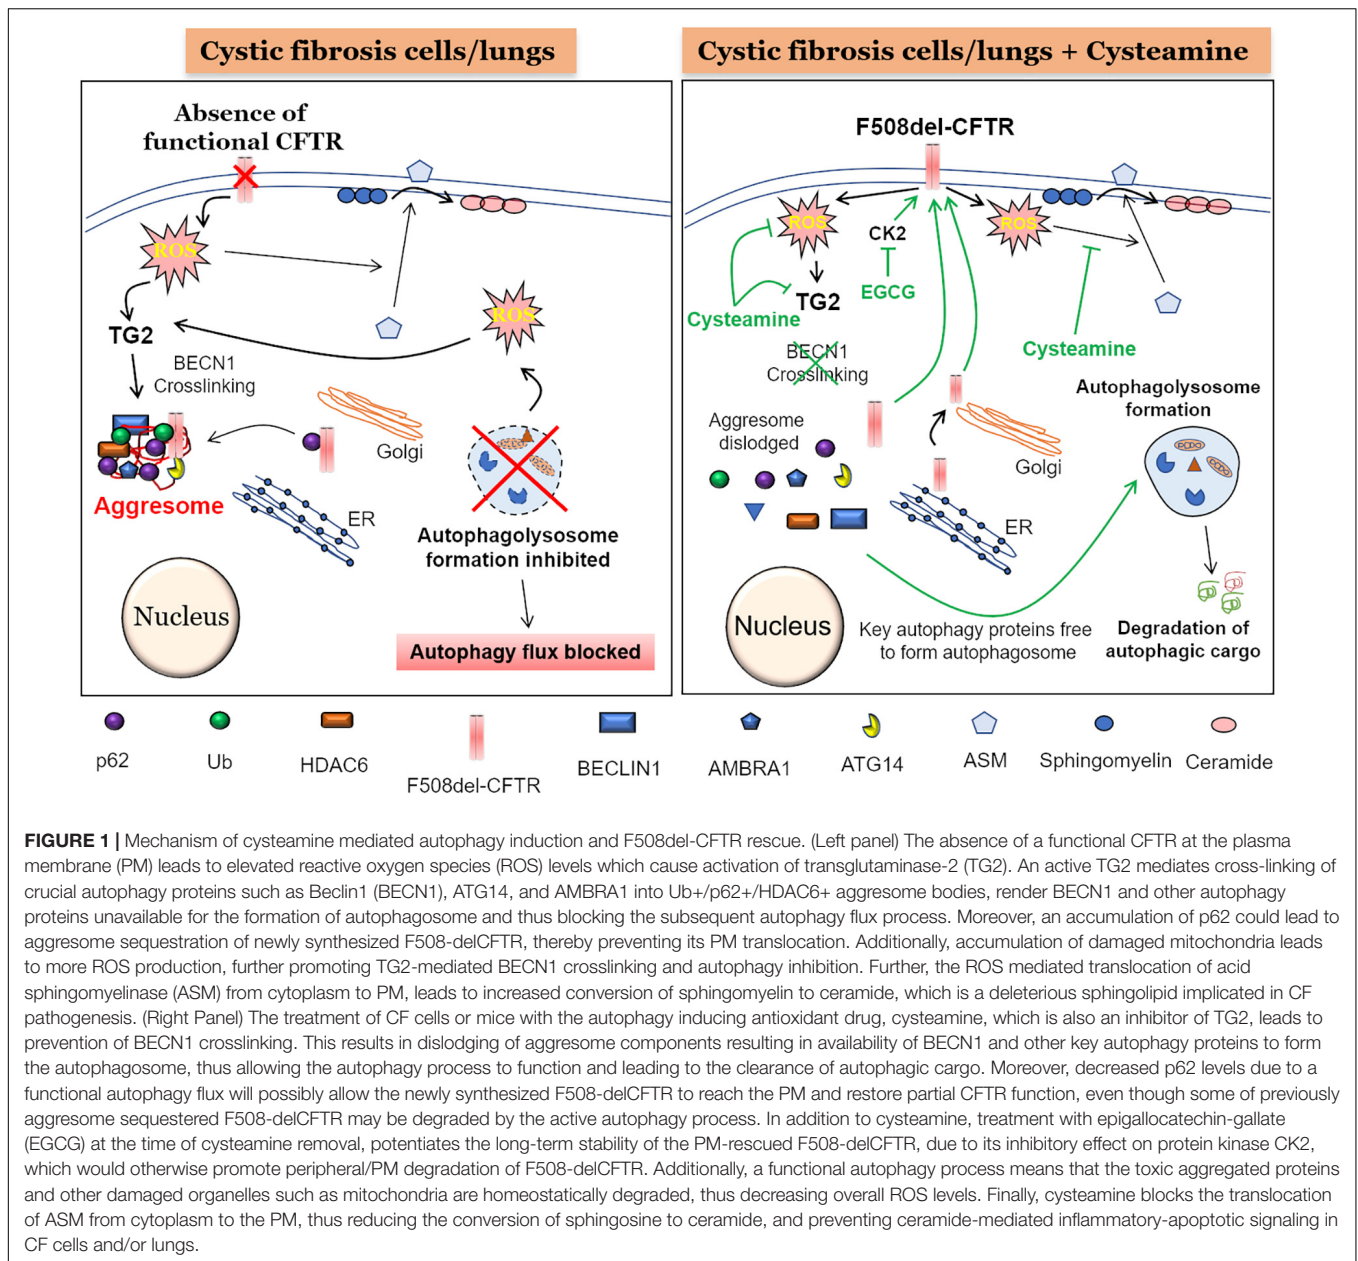 Cystic fibrosis cells/lungs
Absence of
functional CFTR
ROS
TG2
BECN1
Crosslinking
ROS
Golgi
Aggresome
ER
Autophagolysosome
formation inhibited
Nucleus
Autophagy flux blocked
Cystic fibrosis cells/lungs + Cysteamine
F508del-CFTR
ROS
CK2
ROS
EGCG
TG2
Cysteamine
BECN1
Crosslinking
Cysteamine
Autophagolysosome
formation
Aggresome
dislodged
Golgi
ER
Nucleus
Key autophagy proteins free
to form autophagosome
Degradation of
autophagic cargo
p62
Ub
HDAC6
F508del-CFTR
BECLIN1
AMBRA1
ATG14
ASM
Sphingomyelin
Ceramide
FIGURE 1 | Mechanism of cysteamine mediated autophagy induction and F508del-CFTR rescue. (Left panel) The absence of a functional CFTR at the plasma
membrane (PM) leads to elevated reactive oxygen species (ROS) levels which cause activation of transglutaminase-2 (TG2). An active TG2 mediates cross-linking of
crucial autophagy proteins such as Beclin1 (BECN1), ATG14, and AMBRA1 into Ub+/p62+/HDAC6+ aggresome bodies, render BECN1 and other autophagy
proteins unavailable for the formation of autophagosome and thus blocking the subsequent autophagy flux process. Moreover, an accumulation of p62 could lead to
aggresome sequestration of newly synthesized F508-delCFTR, thereby preventing its PM translocation. Additionally, accumulation of damaged mitochondria leads
to more ROS production, further promoting TG2-mediated BECN1 crosslinking and autophagy inhibition. Further, the ROS mediated translocation of acid
sphingomyelinase (ASM) from cytoplasm to PM, leads to increased conversion of sphingomyelin to ceramide, which is a deleterious sphingolipid implicated in CF
pathogenesis. (Right Panel) The treatment of CF cells or mice with the autophagy inducing antioxidant drug, cysteamine, which is also an inhibitor of TG2, leads to
prevention of BECN1 crosslinking. This results in dislodging of aggresome components resulting in availability of BECN1 and other key autophagy proteins to form
the autophagosome, thus allowing the autophagy process to function and leading to the clearance of autophagic cargo. Moreover, decreased p62 levels due to a
functional autophagy flux will possibly allow the newly synthesized F508-delCFTR to reach the PM and restore partial CFTR function, even though some of previously
aggresome sequestered F508-delCFTR may be degraded by the active autophagy process. In addition to cysteamine, treatment with epigallocatechin-gallate
(EGCG) at the time of cysteamine removal, potentiates the long-term stability of the PM-rescued F508-delCFTR, due to its inhibitory effect on protein kinase CK2,
which would otherwise promote peripheral/PM degradation of F508-delCFTR. Additionally, a functional autophagy process means that the toxic aggregated proteins
and other damaged organelles such as mitochondria are homeostatically degraded, thus decreasing overall ROS levels. Finally, cysteamine blocks the translocation
of ASM from cytoplasm to the PM, thus reducing the conversion of sphingosine to ceramide, and preventing ceramide-mediated inflammatory-apoptotic signaling in
CF cells and/or lungs.